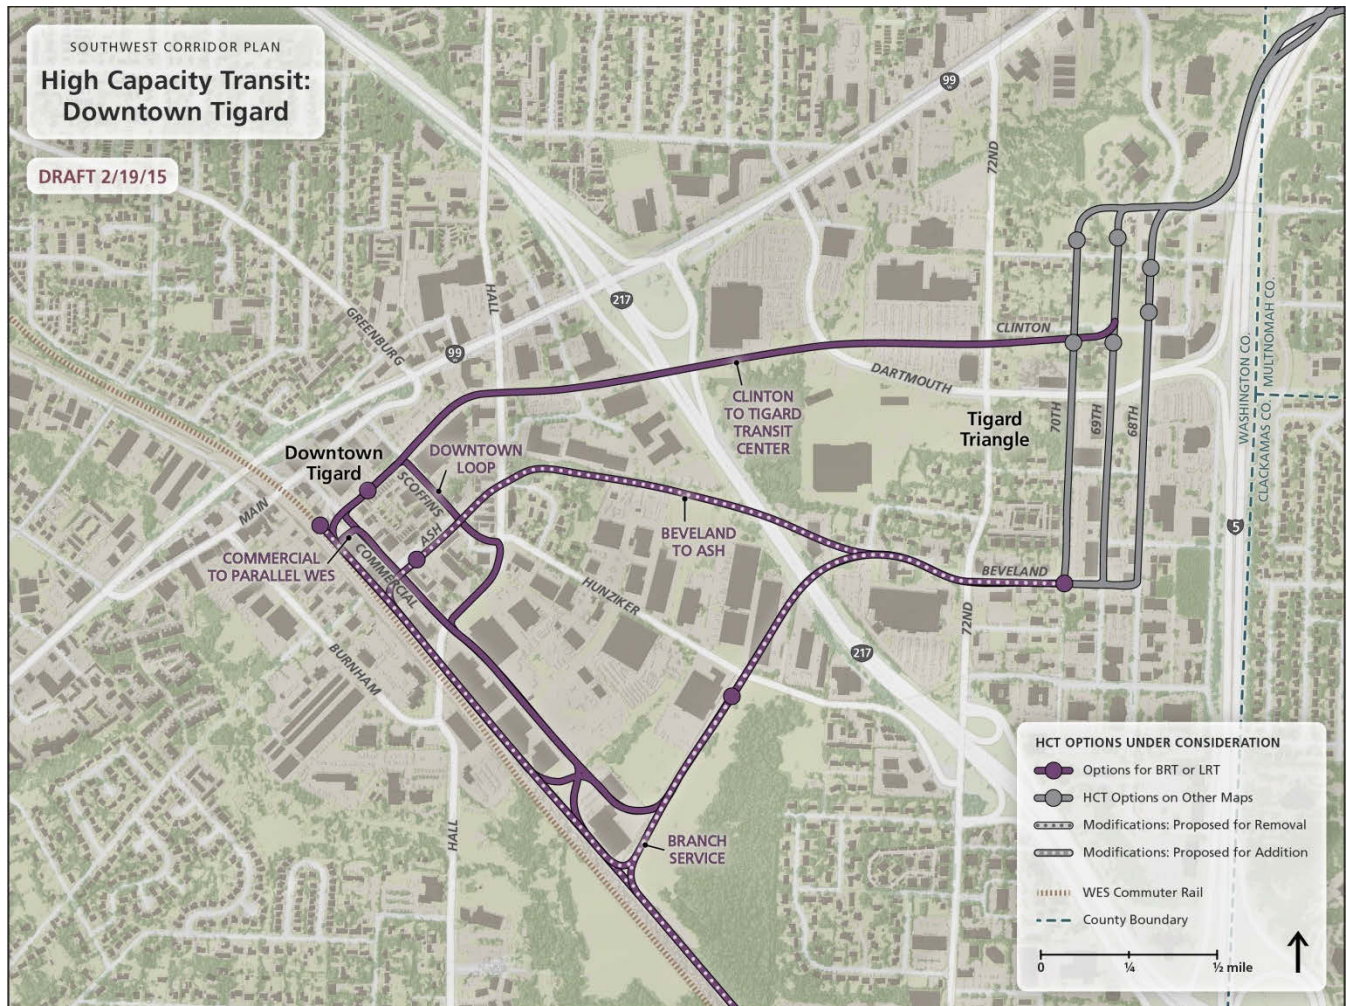 SOUTHWEST CORRIDOR PLAN
High Capacity Transit:
Downtown Tigard
DRAFT 2/19/15
99
W
72ND
HALL
217
GREENBURG
99
W
CLINTON
DARTMOUTH
CLINTON
TO TIGARD
TRANSIT
CENTER
Tigard
Triangle
70TH
69TH
68TH
WASHINGTON CO.
MULTNOMAH CO.
CLACKAMAS CO.
5
Downtown
Tigard
DOWNTOWN
LOOP
SCOFFINS
MAIN
ASH
BEVELAND
TO ASH
COMMERCIAL
TO PARALLEL WES
COMMERCIAL
HUNZIKER
BEVELAND
72ND
217
BURNHAM
HALL
BRANCH
SERVICE
HCT OPTIONS UNDER CONSIDERATION
Options for BRT or LRT
HCT Options on Other Maps
Modifications: Proposed for Removal
Modifications: Proposed for Addition
WES Commuter Rail
County Boundary
0 ¼ ½ mile